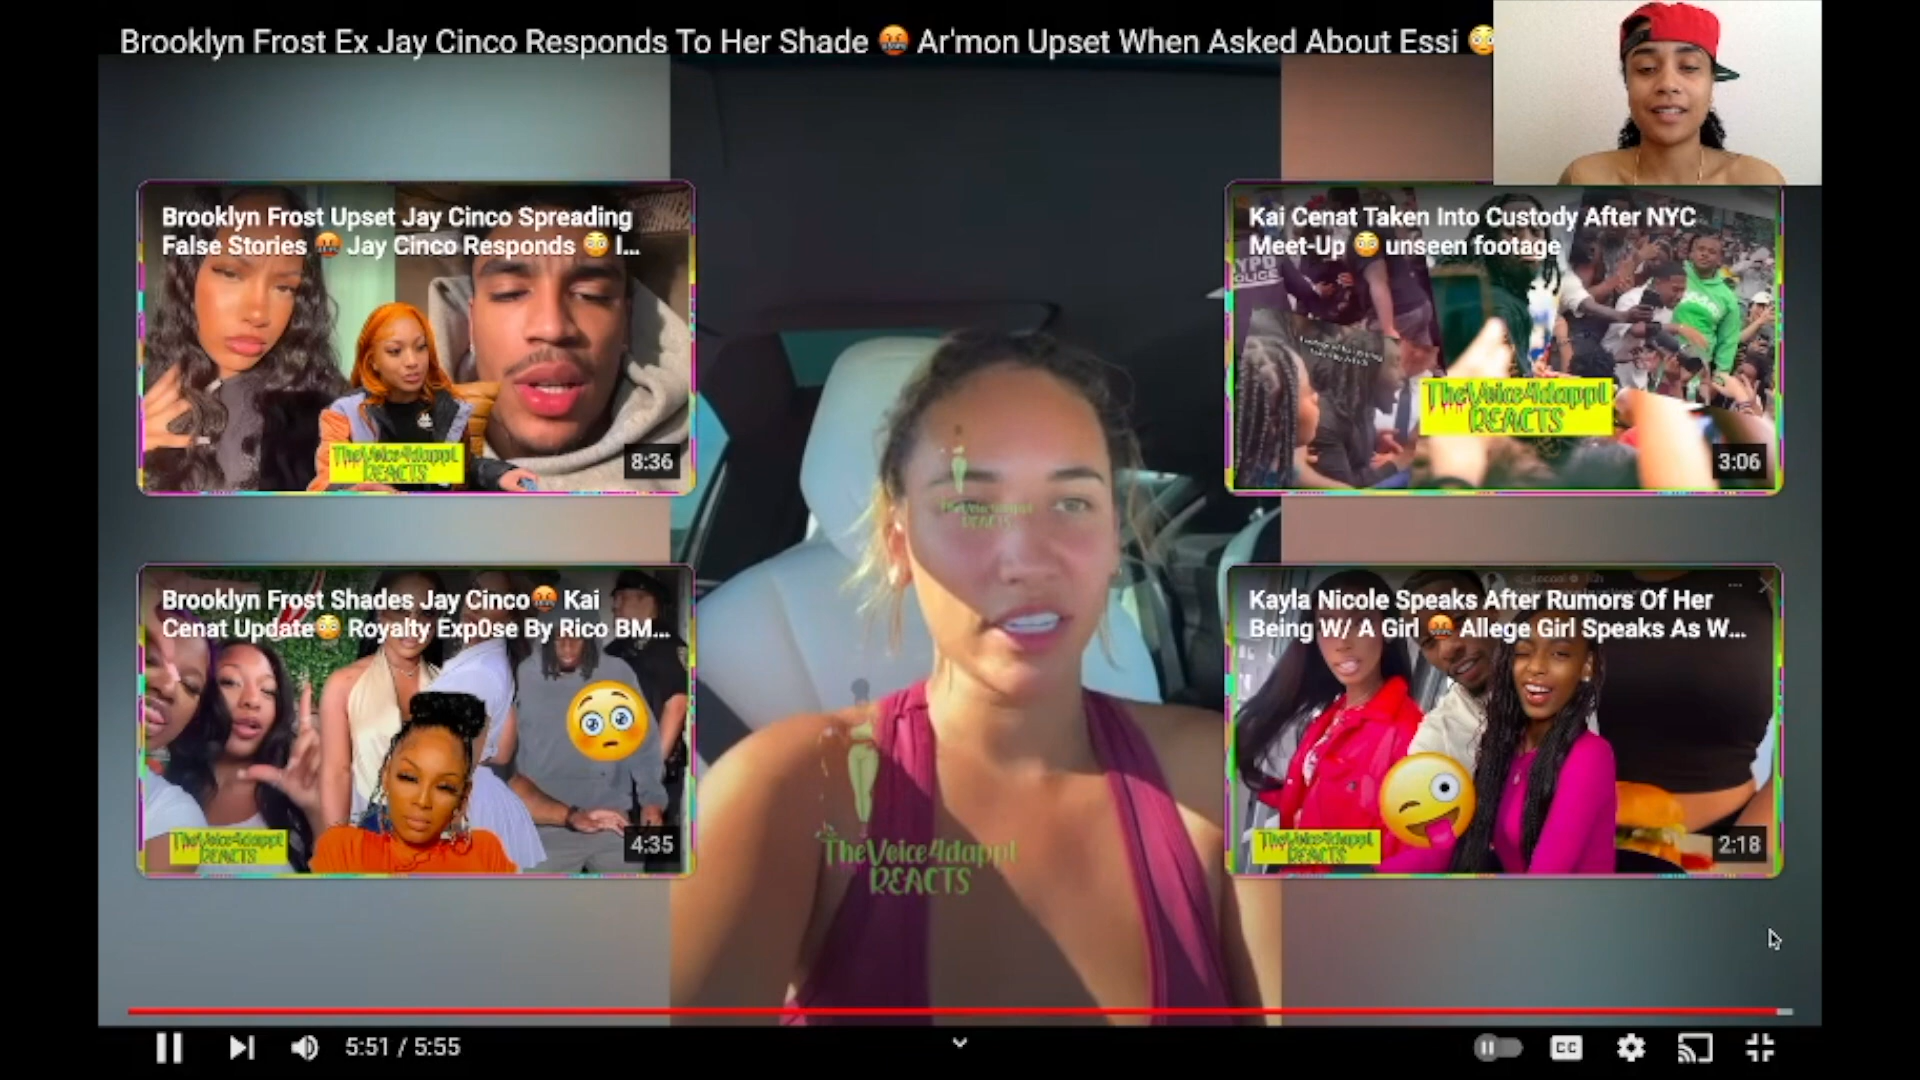 Brooklyn Frost Ex Jay Cinco Responds To Her Shade 🤬 Ar'mon Upset When Asked About Essi 😳
Brooklyn Frost Upset Jay Cinco Spreading
False Stories 🤬 Jay Cinco Responds 😳 I...
TheVoice4dappl
REACTS
8:36
Kai Cenat Taken Into Custody After NYC
Meet-Up 😳 unseen footage
TheVoice4dappl
REACTS
3:06
Brooklyn Frost Shades Jay Cinco🤬 Kai
Cenat Update😳 Royalty Exp0se By Rico BM...
TheVoice4dappl
REACTS
4:35
Kayla Nicole Speaks After Rumors Of Her
Being W/ A Girl 🤬 Allege Girl Speaks As W...
TheVoice4dappl
REACTS
2:18
TheVoice4dappl
REACTS
TheVoice4dappl
REACTS
5:51 / 5:55
CC